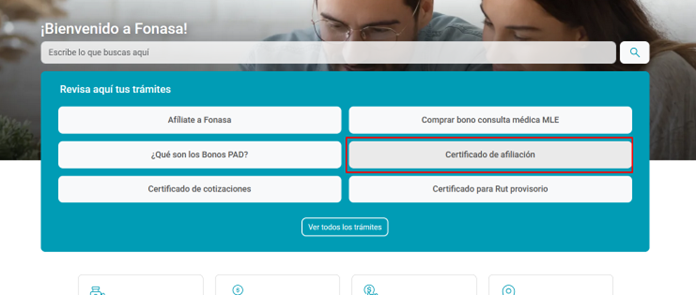 ¡Bienvenido a Fonasa!
Escribe lo que buscas aquí
Revisa aquí tus trámites
Afíliate a Fonasa
Comprar bono consulta médica MLE
¿Qué son los Bonos PAD?
Certificado de afiliación
Certificado de cotizaciones
Certificado para Rut provisorio
Ver todos los trámites